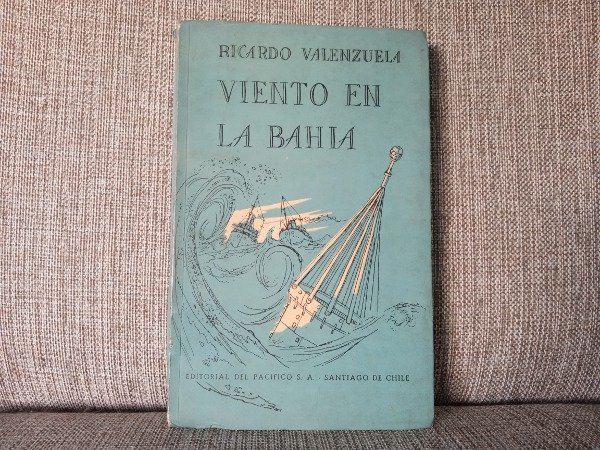 RICARDO VALENZUELA
VIENTO EN
LA BAHIA
EDITORIAL DEL PACIFICO S. A. - SANTIAGO DE CHILE